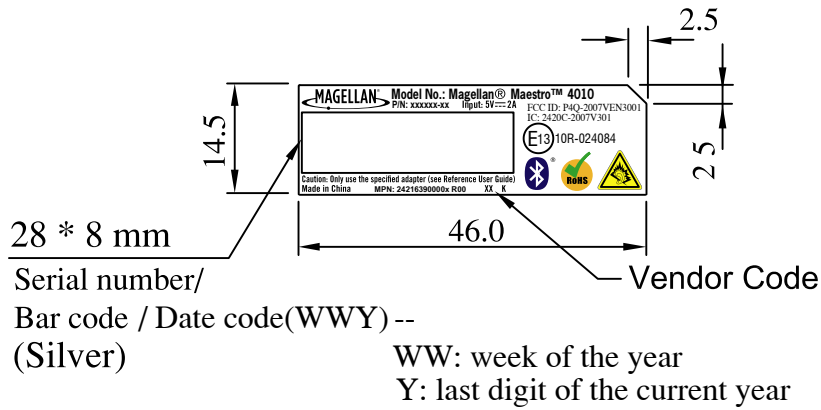 2.5
MAGELLAN Model No.: Magellan® Maestro™ 4010
P/N: xxxxxx-xx Input: 5V 2A
FCC ID: P4Q-2007VEN3001
IC: 2420C-2007V301
E13 10R-024084
14.5
2 5
RoHS
Caution: Only use the specified adapter (see Reference User Guide)
Made in China MPN: 24216390000x R00 XX K
28 * 8 mm
46.0
Serial number/
Vendor Code
Bar code / Date code(WWY) --
(Silver)
WW: week of the year
Y: last digit of the current year